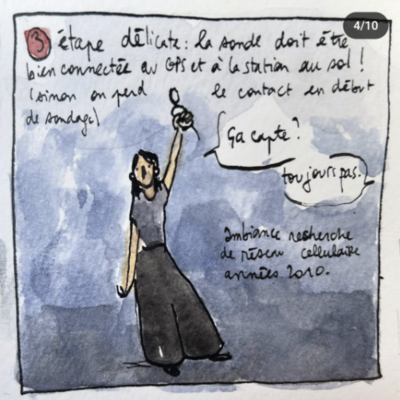 4/10
3 étape délicate : la sonde doit être
bien connectée au GPS et à la station au sol !
(sinon on perd le contact en début
de sondage)
Ça capte ?
toujours pas.
ambiance recherche
de réseau cellulaire
années 2010.